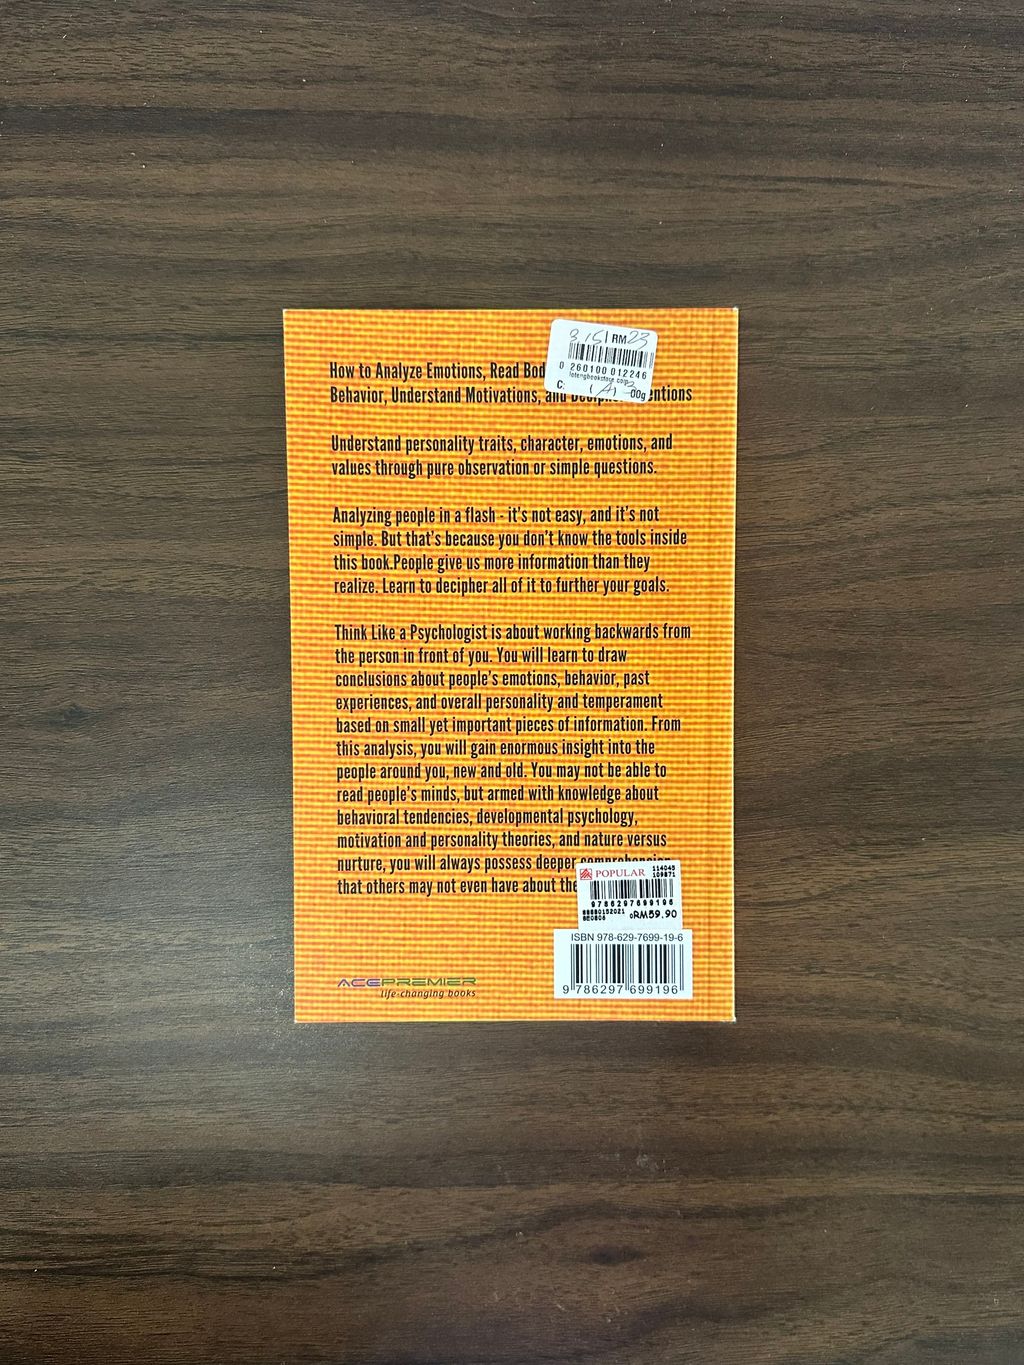 RM23
0 260100 012246
C:
00g
How to Analyze Emotions, Read Bod
Behavior, Understand Motivations, and entions
Understand personality traits, character, emotions, and
values through pure observation or simple questions.
Analyzing people in a flash - it's not easy, and it's not
simple. But that's because you don't know the tools inside
this book.People give us more information than they
realize. Learn to decipher all of it to further your goals.
Think Like a Psychologist is about working backwards from
the person in front of you. You will learn to draw
conclusions about people's emotions, behavior, past
experiences, and overall personality and temperament
based on small yet important pieces of information. From
this analysis, you will gain enormous insight into the
people around you, new and old. You may not be able to
read people's minds, but armed with knowledge about
behavioral tendencies, developmental psychology,
motivation and personality theories, and nature versus
nurture, you will always possess deeper comprehension
that others may not even have about the
POPULAR
114045
109871
9786297699196
RM59.90
ISBN 978-629-7699-19-6
9 786297 699196
ACEPREMIER
life-changing books